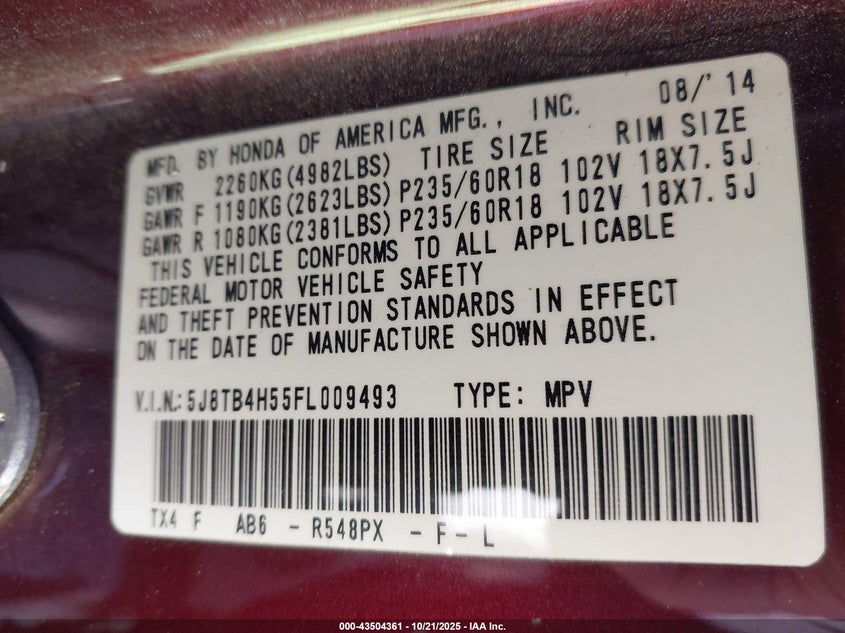 MFD. BY HONDA OF AMERICA MFG., INC. 08/'14
GVWR 2260KG(4982LBS) TIRE SIZE RIM SIZE
GAWR F 1190KG(2623LBS) P235/60R18 102V 18X7.5J
GAWR R 1080KG(2381LBS) P235/60R18 102V 18X7.5J
THIS VEHICLE CONFORMS TO ALL APPLICABLE
FEDERAL MOTOR VEHICLE SAFETY
AND THEFT PREVENTION STANDARDS IN EFFECT
ON THE DATE OF MANUFACTURE SHOWN ABOVE.
V.I.N.: 5J8TB4H55FL009493 TYPE: MPV
TX4 F AB6 - R548PX - F - L
000-43504361 - 10/21/2025 - IAA Inc.